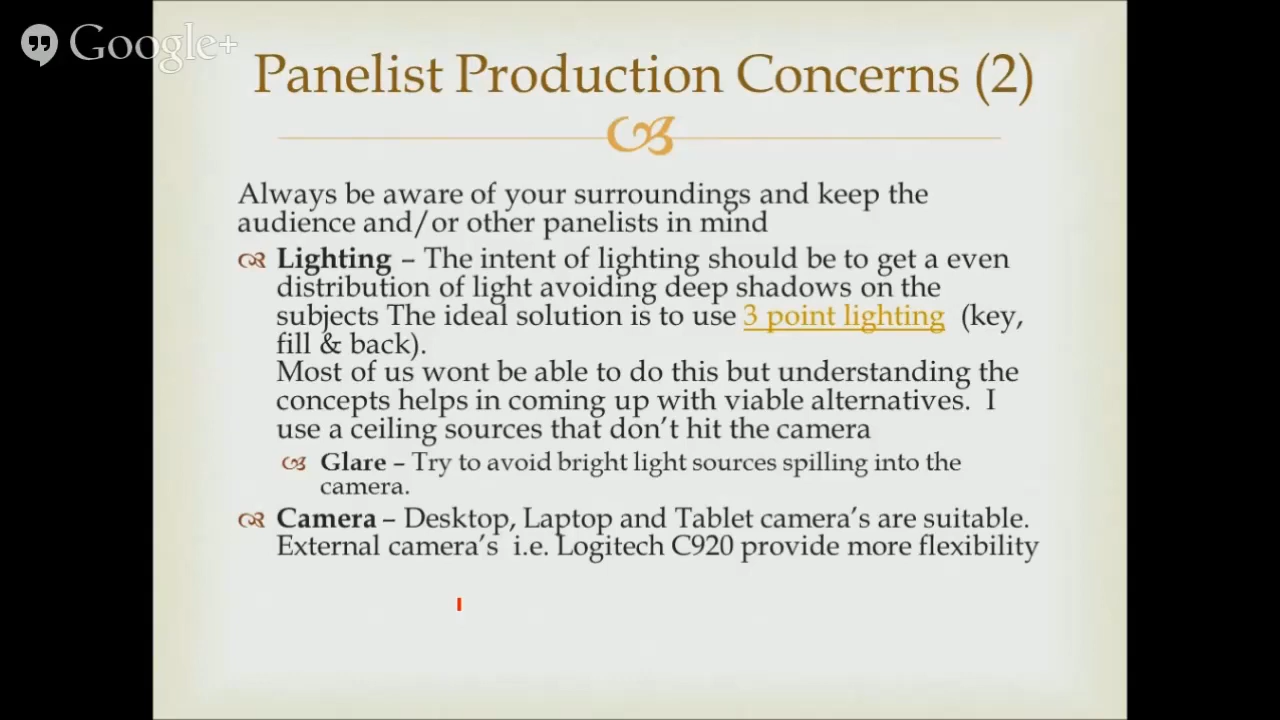 Google+
Panelist Production Concerns (2)
Always be aware of your surroundings and keep the
audience and/or other panelists in mind
Lighting – The intent of lighting should be to get a even
distribution of light avoiding deep shadows on the
subjects The ideal solution is to use 3 point lighting (key,
fill & back).
Most of us wont be able to do this but understanding the
concepts helps in coming up with viable alternatives. I
use a ceiling sources that don't hit the camera
Glare – Try to avoid bright light sources spilling into the
camera.
Camera – Desktop, Laptop and Tablet camera's are suitable.
External camera's i.e. Logitech C920 provide more flexibility